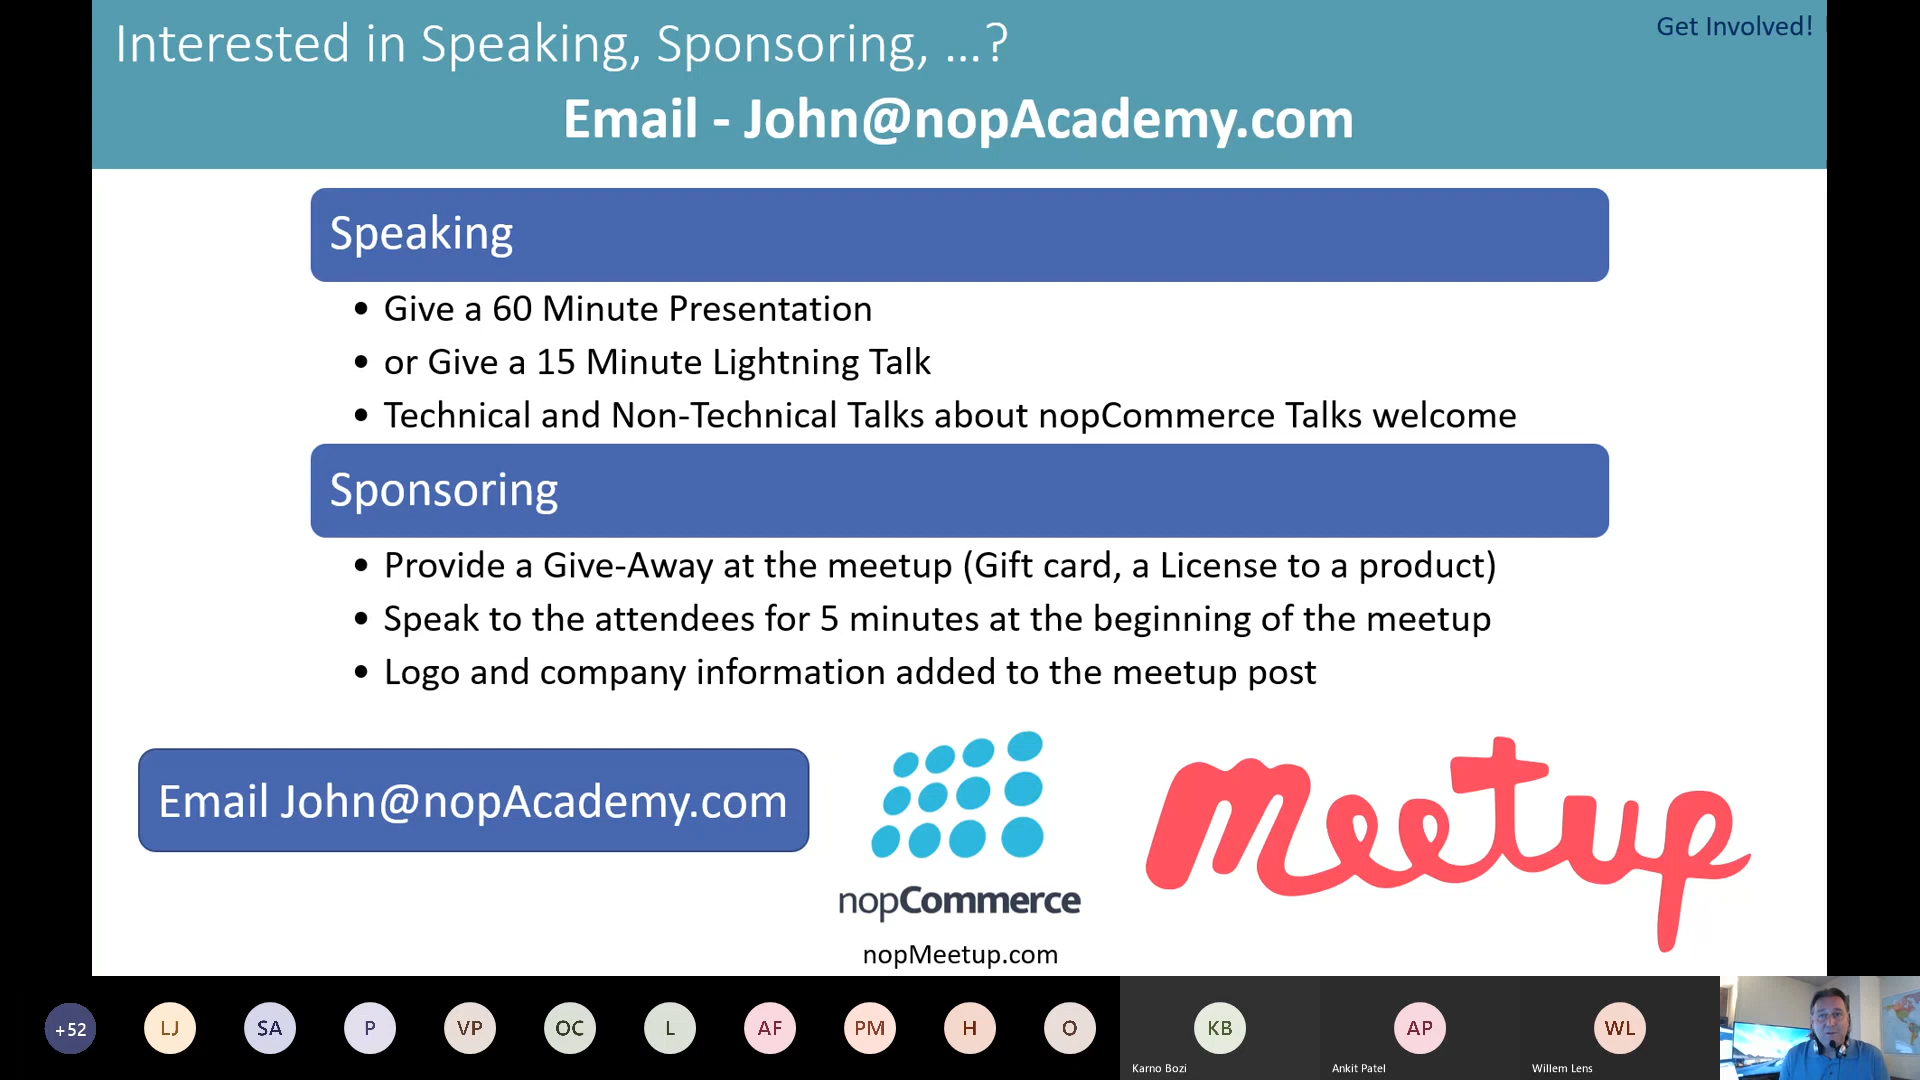 Interested in Speaking, Sponsoring, ...?
Get Involved!
Email - John@nopAcademy.com
Speaking
• Give a 60 Minute Presentation
• or Give a 15 Minute Lightning Talk
• Technical and Non-Technical Talks about nopCommerce Talks welcome
Sponsoring
• Provide a Give-Away at the meetup (Gift card, a License to a product)
• Speak to the attendees for 5 minutes at the beginning of the meetup
• Logo and company information added to the meetup post
Email John@nopAcademy.com
nopCommerce
meetup
nopMeetup.com
+52
LJ
SA
P
VP
OC
L
AF
PM
H
O
KB
AP
WL
Karno Bozi
Ankit Patel
Willem Lens